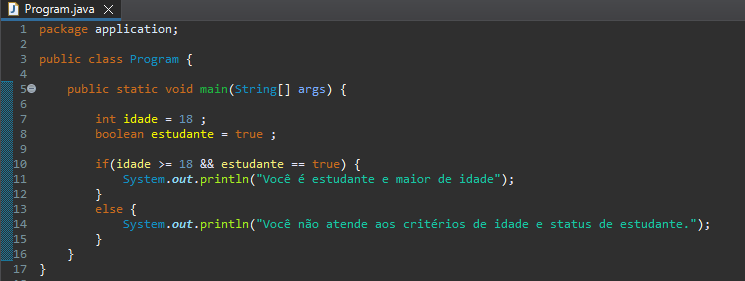 Program.java
1 package application;
2
3 public class Program {
4
5 public static void main(String[] args) {
6
7 int idade = 18 ;
8 boolean estudante = true ;
9
10 if(idade >= 18 && estudante == true) {
11 System.out.println("Você é estudante e maior de idade");
12 }
13 else {
14 System.out.println("Você não atende aos critérios de idade e status de estudante.");
15 }
16 }
17 }